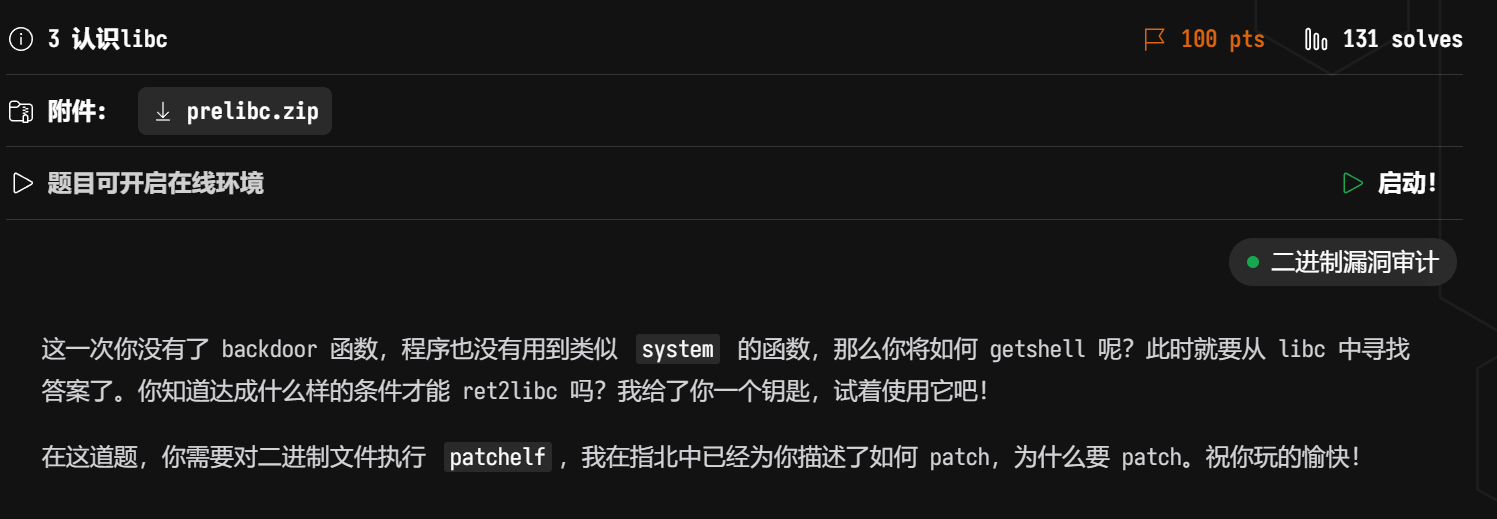 3 认识libc
100 pts
131 solves
附件:
prelibc.zip
题目可开启在线环境
启动!
二进制漏洞审计
这一次你没有了 backdoor 函数，程序也没有用到类似 system 的函数，那么你将如何 getshell 呢？此时就要从 libc 中寻找
答案了。你知道达成什么样的条件才能 ret2libc 吗？我给了你一个钥匙，试着使用它吧！
在这道题，你需要对二进制文件执行 patchelf ，我在指北中已经为你描述了如何 patch，为什么要 patch。祝你玩的愉快！